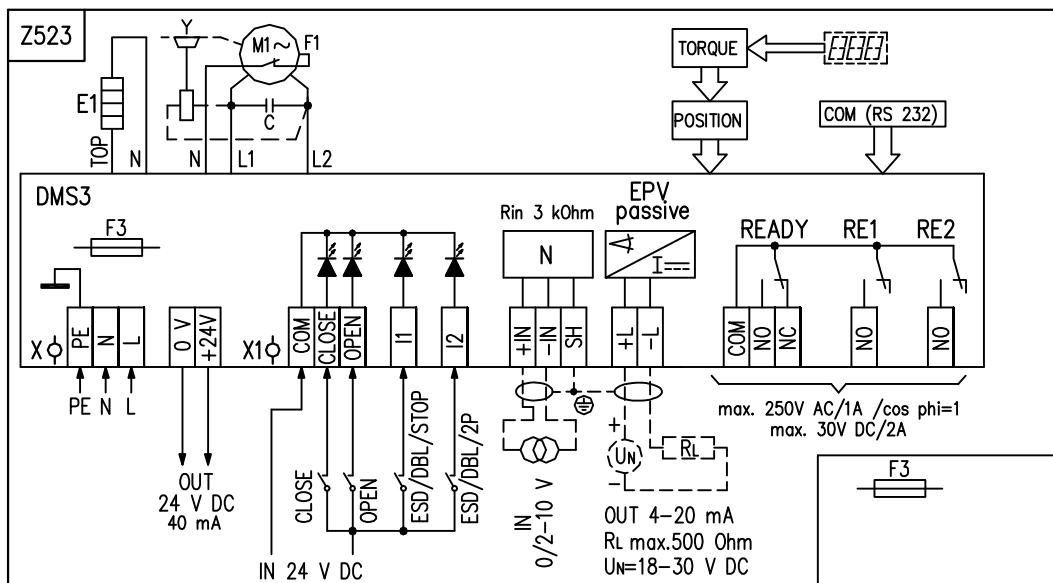 Z523
Y
M1~
F1
E1
C
TOP
N
N
L1
L2
TORQUE
POSITION
COM (RS 232)
DMS3
F3
Rin 3 kOhm
N
EPV
passive
I
READY
RE1
RE2
X
PE
N
L
0 V
+24V
X1
COM
CLOSE
OPEN
I1
I2
+IN
-IN
SH
+L
-L
COM
NO
NC
NO
NO
PE N L
OUT
24 V DC
40 mA
CLOSE
OPEN
ESD/DBL/STOP
ESD/DBL/2P
IN 24 V DC
IN
0/2-10 V
+
UN
-
RL
OUT 4-20 mA
RL max.500 Ohm
UN=18-30 V DC
max. 250V AC/1A /cos phi=1
max. 30V DC/2A
F3